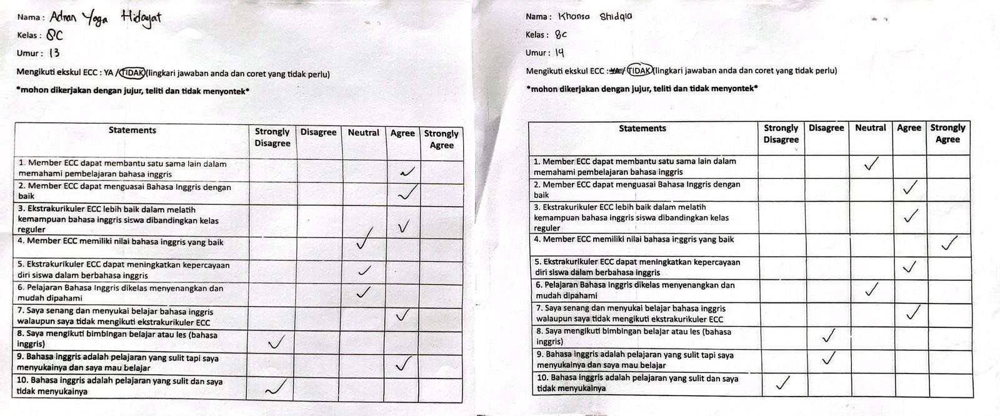 Nama : Adnan Yoga Hidayat
Kelas : 8C
Umur : 13
Mengikuti ekskul ECC : YA / TIDAK (lingkari jawaban anda dan coret yang tidak perlu)
*mohon dikerjakan dengan jujur, teliti dan tidak menyontek*
Statements Strongly Disagree Disagree Neutral Agree Strongly Agree
1. Member ECC dapat membantu satu sama lain dalam
memahami pembelajaran bahasa inggris
2. Member ECC dapat menguasai Bahasa Inggris dengan
baik
3. Ekstrakurikuler ECC lebih baik dalam melatih
kemampuan bahasa inggris siswa dibandingkan kelas
reguler
4. Member ECC memiliki nilai bahasa inggris yang baik
5. Ekstrakurikuler ECC dapat meningkatkan kepercayaan
diri siswa dalam berbahasa inggris
6. Pelajaran Bahasa Inggris dikelas menyenangkan dan
mudah dipahami
7. Saya senang dan menyukai belajar bahasa inggris
walaupun saya tidak mengikuti ekstrakurikuler ECC
8. Saya mengikuti bimbingan belajar atau les (bahasa
inggris)
9. Bahasa inggris adalah pelajaran yang sulit tapi saya
menyukainya dan saya mau belajar
10. Bahasa inggris adalah pelajaran yang sulit dan saya
tidak menyukainya
Nama : Khonsa Shidqia
Kelas : 8c
Umur : 14
Mengikuti ekskul ECC : YA / TIDAK (lingkari jawaban anda dan coret yang tidak perlu)
*mohon dikerjakan dengan jujur, teliti dan tidak menyontek*
Statements Strongly Disagree Disagree Neutral Agree Strongly Agree
1. Member ECC dapat membantu satu sama lain dalam
memahami pembelajaran bahasa inggris
2. Member ECC dapat menguasai Bahasa Inggris dengan
baik
3. Ekstrakurikuler ECC lebih baik dalam melatih
kemampuan bahasa inggris siswa dibandingkan kelas
reguler
4. Member ECC memiliki nilai bahasa inggris yang baik
5. Ekstrakurikuler ECC dapat meningkatkan kepercayaan
diri siswa dalam berbahasa inggris
6. Pelajaran Bahasa Inggris dikelas menyenangkan dan
mudah dipahami
7. Saya senang dan menyukai belajar bahasa inggris
walaupun saya tidak mengikuti ekstrakurikuler ECC
8. Saya mengikuti bimbingan belajar atau les (bahasa
inggris)
9. Bahasa inggris adalah pelajaran yang sulit tapi saya
menyukainya dan saya mau belajar
10. Bahasa inggris adalah pelajaran yang sulit dan saya
tidak menyukainya